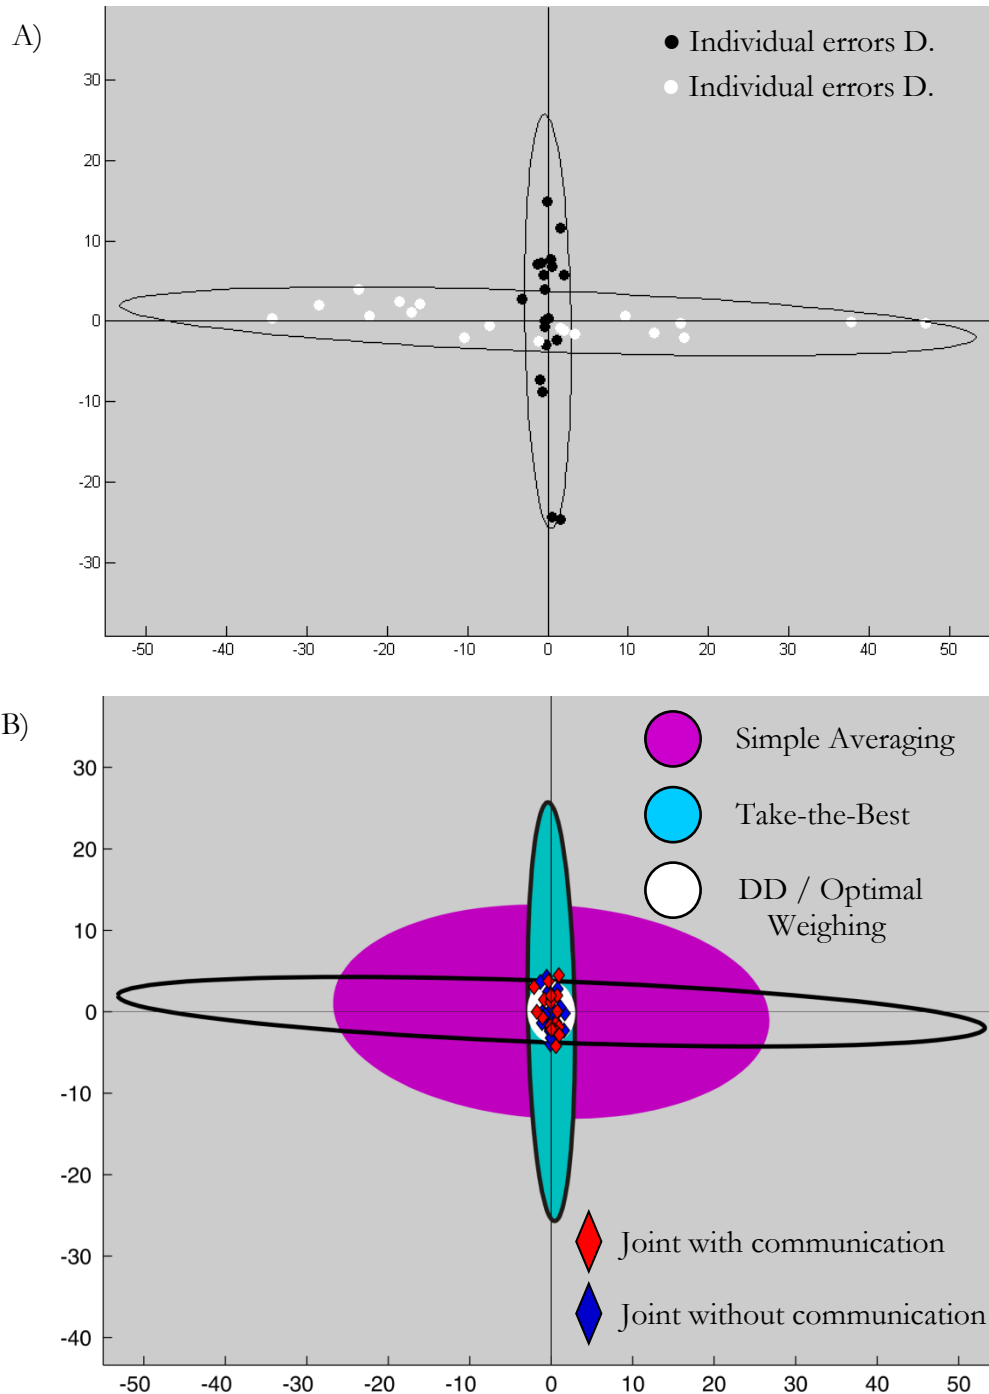 A)
Individual errors D.
Individual errors D.
30
20
10
0
-10
-20
-30
-50 -40 -30 -20 -10 0 10 20 30 40 50
B)
Simple Averaging
Take-the-Best
DD / Optimal
Weighing
30
20
10
0
-10
-20
-30
-40
Joint with communication
Joint without communication
-50 -40 -30 -20 -10 0 10 20 30 40 50